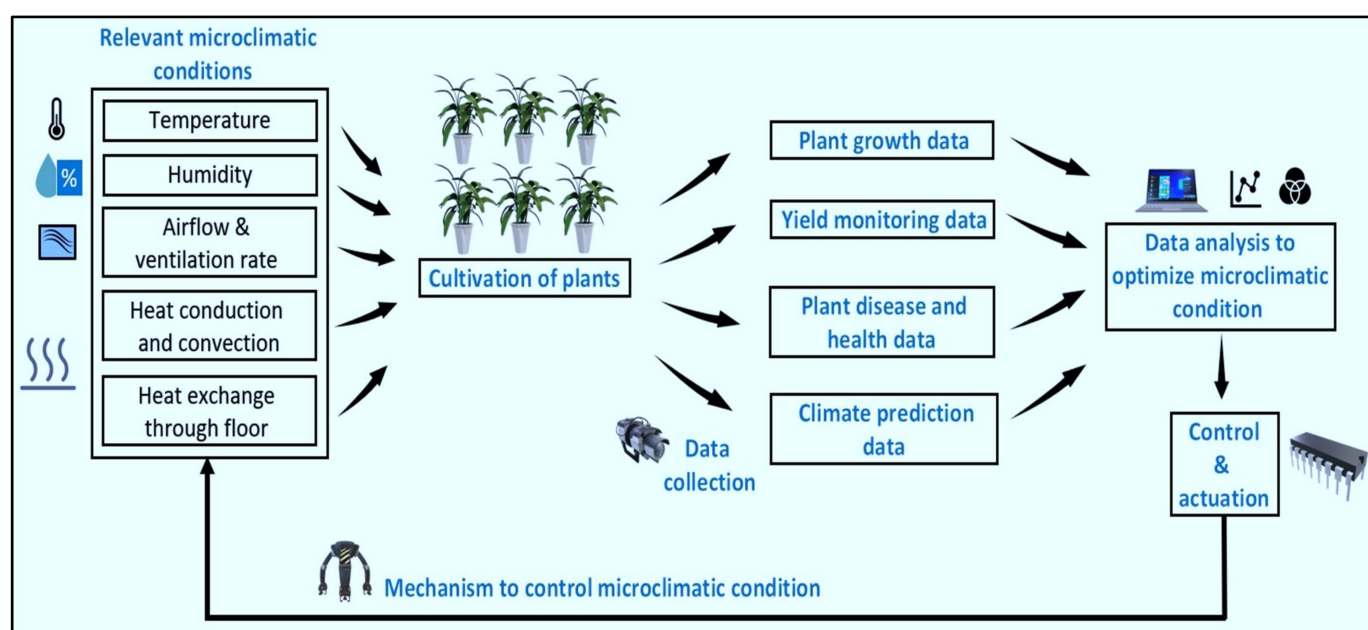 Relevant microclimatic
conditions
Temperature
%
Humidity
Airflow &
ventilation rate
Heat conduction
and convection
Heat exchange
through floor
Cultivation of plants
Plant growth data
Yield monitoring data
Plant disease and
health data
Climate prediction
data
Data
collection
Data analysis to
optimize microclimatic
condition
Control
&
actuation
Mechanism to control microclimatic condition